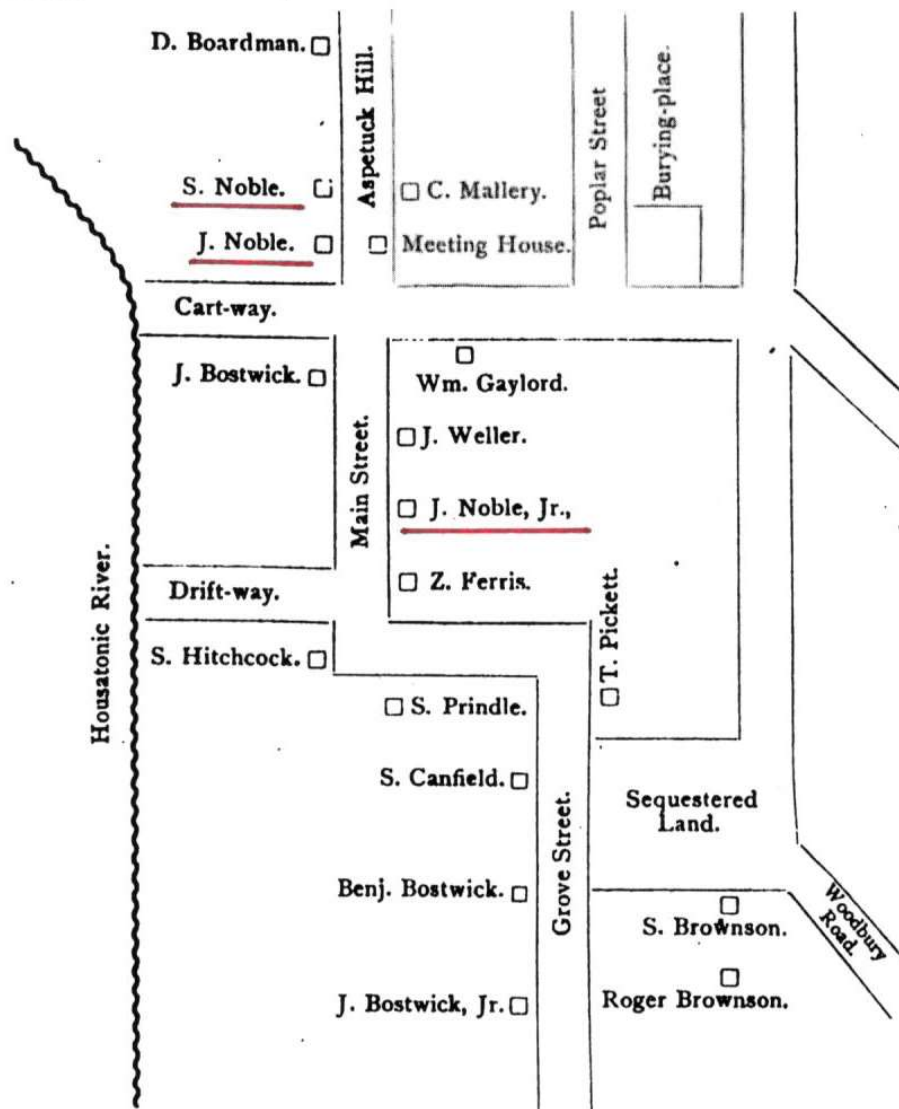 D. Boardman.
Aspetuck Hill.
Poplar Street
Burying-place.
S. Noble.
C. Mallery.
J. Noble.
Meeting House.
Cart-way.
J. Bostwick.
Wm. Gaylord.
J. Weller.
Main Street.
J. Noble, Jr.,
Housatonic River.
Drift-way.
Z. Ferris.
T. Pickett.
S. Hitchcock.
S. Prindle.
S. Canfield.
Grove Street.
Sequestered
Land.
Benj. Bostwick.
S. Brownson.
Woodbury
Road.
J. Bostwick, Jr.
Roger Brownson.